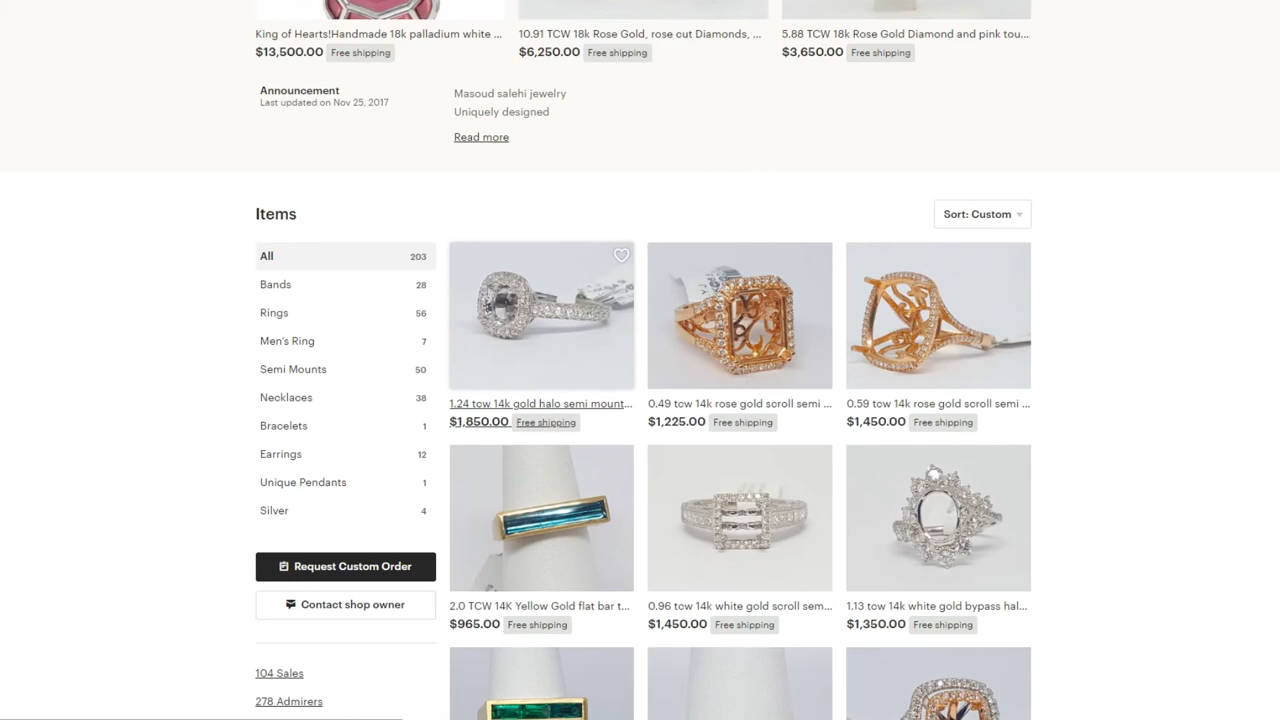 King of Hearts!Handmade 18k palladium white ...
$13,500.00 Free shipping
10.91 TCW 18k Rose Gold, rose cut Diamonds, ...
$6,250.00 Free shipping
5.88 TCW 18k Rose Gold Diamond and pink tou...
$3,650.00 Free shipping
Announcement
Last updated on Nov 25, 2017
Masoud salehi jewelry
Uniquely designed
Read more
Items
Sort: Custom
All 203
Bands 28
Rings 56
Men's Ring 7
Semi Mounts 50
Necklaces 38
Bracelets 1
Earrings 12
Unique Pendants 1
Silver 4
Request Custom Order
Contact shop owner
104 Sales
278 Admirers
1.24 tcw 14k gold halo semi mount...
$1,850.00 Free shipping
0.49 tcw 14k rose gold scroll semi ...
$1,225.00 Free shipping
0.59 tcw 14k rose gold scroll semi ...
$1,450.00 Free shipping
2.0 TCW 14K Yellow Gold flat bar t...
$965.00 Free shipping
0.96 tcw 14k white gold scroll sem...
$1,450.00 Free shipping
1.13 tcw 14k white gold bypass hal...
$1,350.00 Free shipping